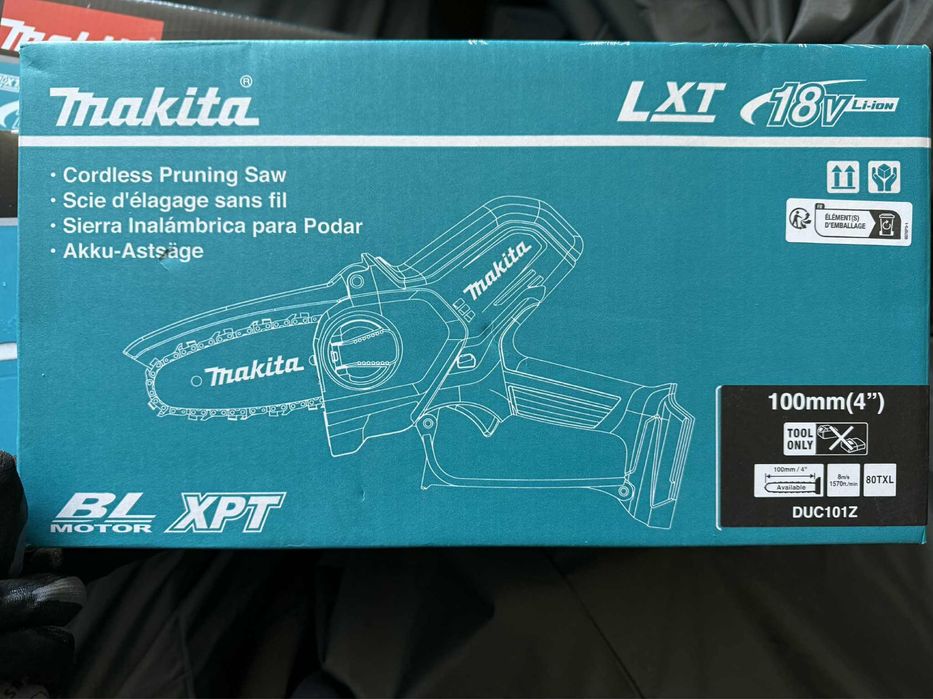 Makita®
LXT 18V Li-ion
· Cordless Pruning Saw
· Scie d'élagage sans fil
· Sierra Inalámbrica para Podar
· Akku-Astsäge
FR
ÉLÉMENT(S)
D'EMBALLAGE
makita
makita
100mm(4")
TOOL
ONLY
100mm / 4"
Available
8m/s
1570ft./min
80TXL
DUC101Z
BL
MOTOR
XPT